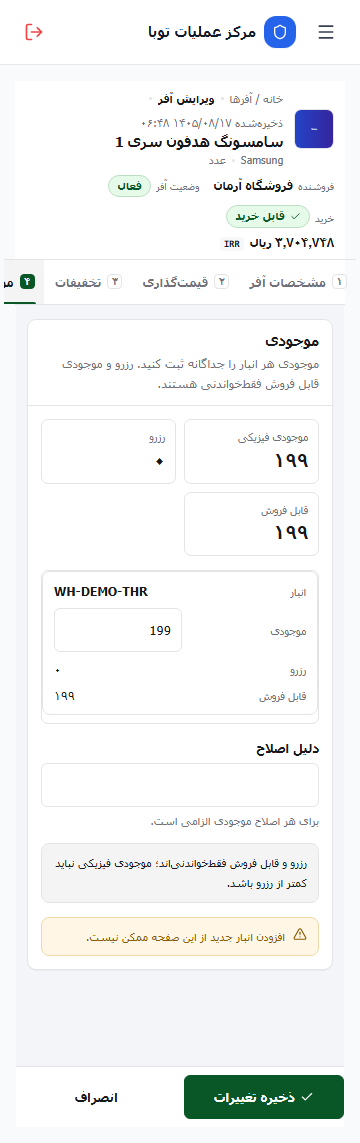 مرکز عملیات توبا
خانه / آفرها • ویرایش آفر •
ذخیره‌شده ۱۴۰۵/۰۸/۱۷ ۰۶:۴۸
سامسونگ هدفون سری 1
Samsung • عدد
فروشنده فروشگاه آرمان وضعیت آفر فعال
خرید قابل خرید
۳,۷۰۴,۷۴۸ ریال IRR
۱ مشخصات آفر ۲ قیمت‌گذاری ۳ تخفیفات ۴
موجودی
موجودی هر انبار را جداگانه ثبت کنید. رزرو و موجودی
قابل فروش فقط‌خواندنی هستند.
موجودی فیزیکی
۱۹۹
رزرو
۰
قابل فروش
۱۹۹
انبار WH-DEMO-THR
موجودی 199
رزرو ۰
قابل فروش ۱۹۹
دلیل اصلاح
برای هر اصلاح موجودی الزامی است.
رزرو و قابل فروش فقط‌خواندنی‌اند؛ موجودی فیزیکی نباید
کمتر از رزرو باشد.
افزودن انبار جدید از این صفحه ممکن نیست.
ذخیره تغییرات
انصراف